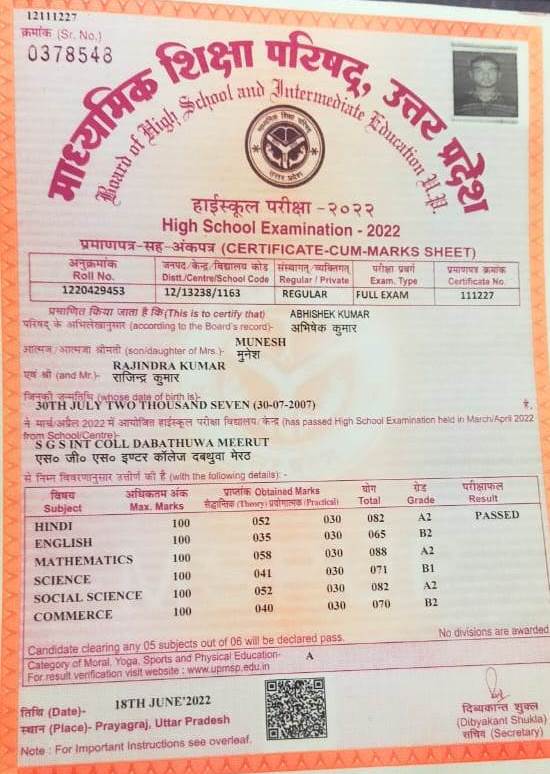 12111227
क्रमांक (Sr. No.)
0378548
माध्यमिक शिक्षा परिषद्, उत्तर प्रदेश
Board of High School and Intermediate Education U.P.
माध्यमिक शिक्षा परिषद्
उत्तर प्रदेश
हाईस्कूल परीक्षा -२०२२
High School Examination - 2022
प्रमाणपत्र-सह-अंकपत्र (CERTIFICATE-CUM-MARKS SHEET)
अनुक्रमांक जनपद/केन्द्र/विद्यालय कोड संस्थागत/व्यक्तिगत परीक्षा प्रवर्ग प्रमाणपत्र क्रमांक
Roll No. Distt./Centre/School Code Regular / Private Exam. Type Certificate No.
1220429453 12/13238/1163 REGULAR FULL EXAM 111227
प्रमाणित किया जाता है कि(This is to certify that) ABHISHEK KUMAR
परिषद् के अभिलेखानुसार (according to the Board's record)- अभिषेक कुमार
MUNESH
आत्मज/आत्मजा श्रीमती (son/daughter of Mrs.)- मुनेश
RAJINDRA KUMAR
एवं श्री (and Mr.)- राजिन्द्र कुमार
जिनकी जन्मतिथि (whose date of birth is)-
30TH JULY TWO THOUSAND SEVEN (30-07-2007) है,
ने मार्च/अप्रैल 2022 में आयोजित हाईस्कूल परीक्षा विद्यालय/केन्द्र (has passed High School Examination held in March/April 2022
from School/Centre)-
S G S INT COLL DABATHUWA MEERUT
एस० जी० एस० इण्टर कॉलेज दबथुवा मेरठ
से निम्न विवरणानुसार उत्तीर्ण की है (with the following details): -
विषय अधिकतम अंक प्राप्तांक Obtained Marks योग ग्रेड परीक्षाफल
Subject Max. Marks सैद्धान्तिक (Theory) प्रयोगात्मक (Practical) Total Grade Result
HINDI 100 052 030 082 A2 PASSED
ENGLISH 100 035 030 065 B2
MATHEMATICS 100 058 030 088 A2
SCIENCE 100 041 030 071 B1
SOCIAL SCIENCE 100 052 030 082 A2
COMMERCE 100 040 030 070 B2
Candidate clearing any 05 subjects out of 06 will be declared pass. No divisions are awarded
Category of Moral, Yoga, Sports and Physical Education- A
For result verification visit website : www.upmsp.edu.in
तिथि (Date)- 18TH JUNE'2022
स्थान (Place)- Prayagraj, Uttar Pradesh
Note : For Important Instructions see overleaf.
दिब्यकान्त शुक्ल
(Dibyakant Shukla)
सचिव (Secretary)